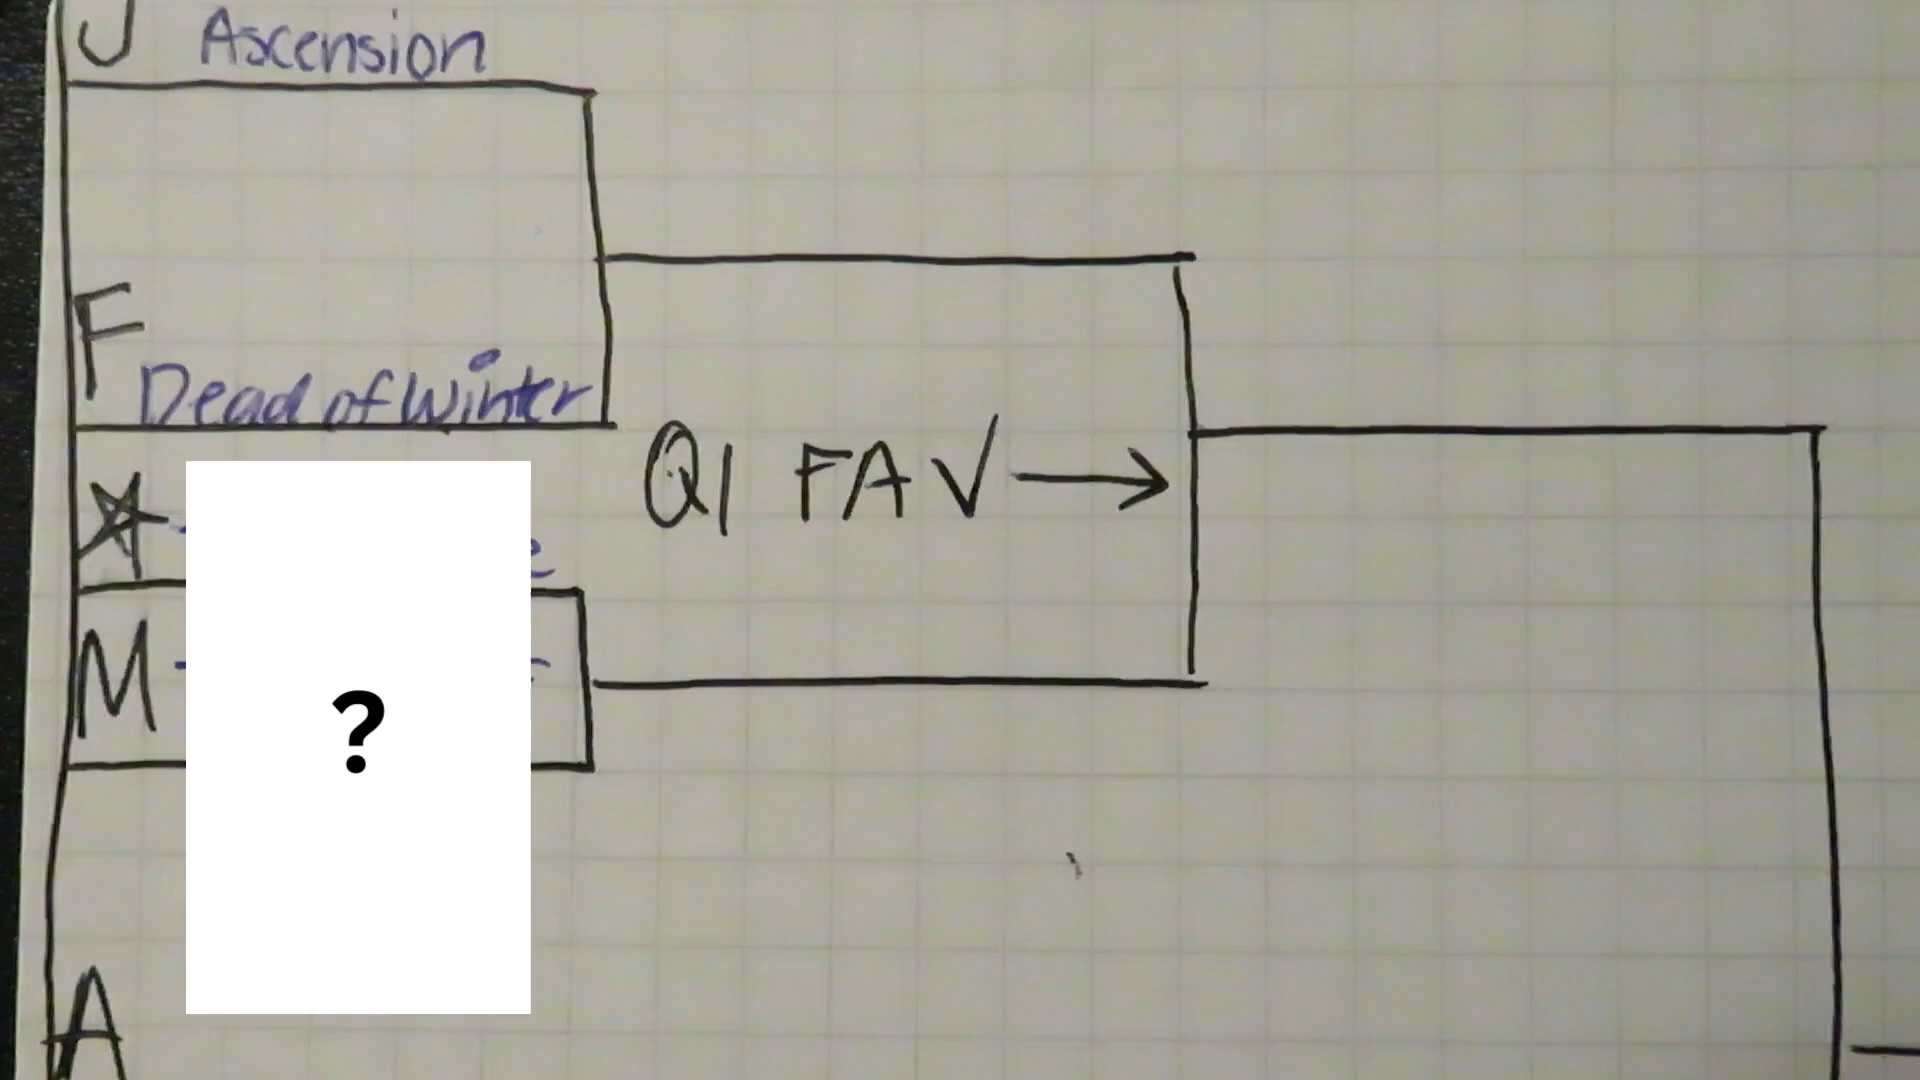 J Ascension
F
Dead of Winter
Q1 FAV →
☆
M
?
A